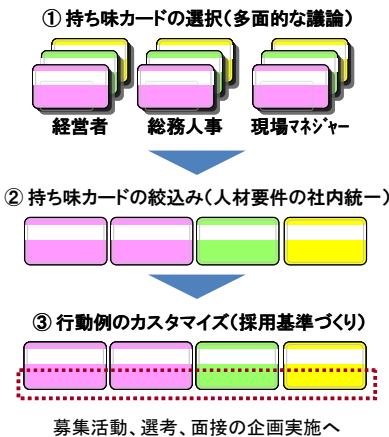 ① 持ち味カードの選択（多面的な議論）
経営者 総務人事 現場ﾏﾈｼﾞｬｰ
② 持ち味カードの絞込み（人材要件の社内統一）
③ 行動例のカスタマイズ（採用基準づくり）
募集活動、選考、面接の企画実施へ